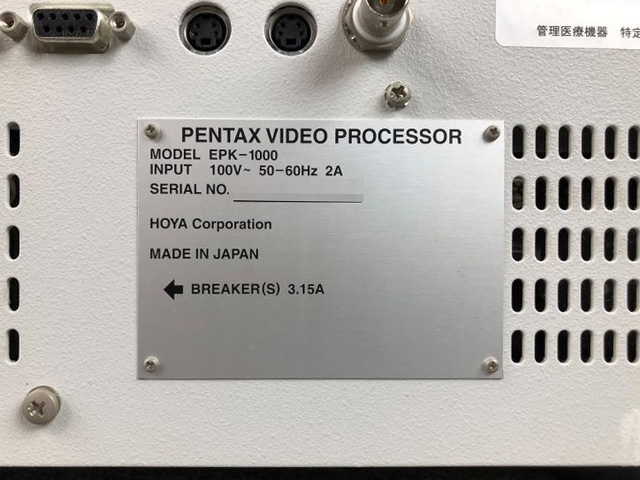 管理医療機器 特定
PENTAX VIDEO PROCESSOR
MODEL EPK-1000
INPUT 100V~ 50-60Hz 2A
SERIAL NO.
HOYA Corporation
MADE IN JAPAN
BREAKER(S) 3.15A